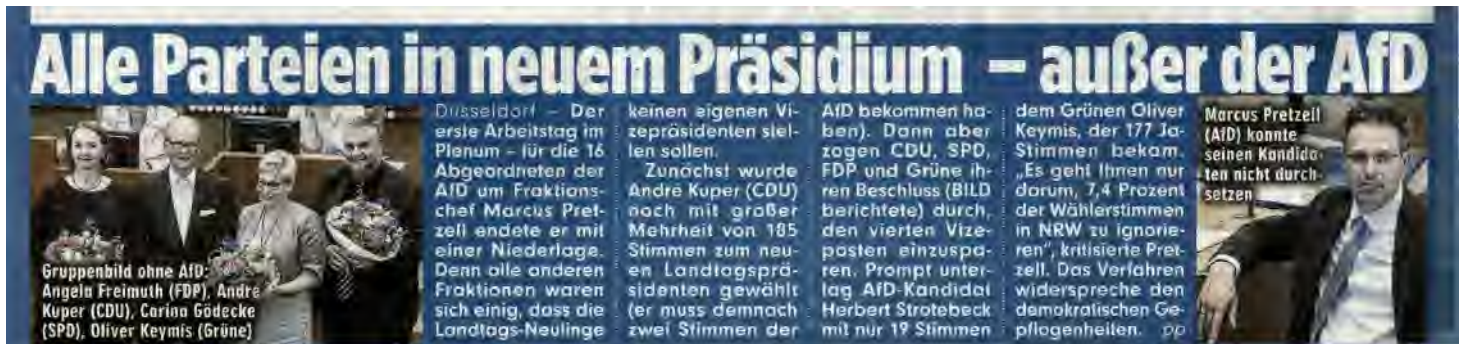 Alle Parteien in neuem Präsidium – außer der AfD
Gruppenbild ohne AfD:
Angela Freimuth (FDP), Andre
Kuper (CDU), Carina Gödecke
(SPD), Oliver Keymis (Grüne)
Düsseldorf – Der
erste Arbeitstag im
Plenum – für die 16
Abgeordneten der
AfD um Fraktions-
chef Marcus Pret-
zell endete er mit
einer Niederlage.
Denn alle anderen
Fraktionen waren
sich einig, dass die
Landtags-Neulinge
keinen eigenen Vi-
zepräsidenten stel-
len sollen.
Zunächst wurde
André Kuper (CDU)
noch mit großer
Mehrheit von 185
Stimmen zum neu-
en Landtagsprä-
sidenten gewählt
(er muss demnach
zwei Stimmen der
AfD bekommen ha-
ben). Dann aber
zogen CDU, SPD,
FDP und Grüne ih-
ren Beschluss (BILD
berichtete) durch,
den vierten Vize-
posten einzuspa-
ren. Prompt unter-
lag AfD-Kandidat
Herbert Strotebeck
mit nur 19 Stimmen
dem Grünen Oliver
Keymis, der 177 Ja-
Stimmen bekam.
„Es geht Ihnen nur
darum, 7,4 Prozent
der Wählerstimmen
in NRW zu ignorie-
ren", kritisierte Pret-
zell. Das Verfahren
widerspreche den
demokratischen Ge-
pflogenheiten. pp
Marcus Pretzell
(AfD) konnte
seinen Kandida-
ten nicht durch-
setzen